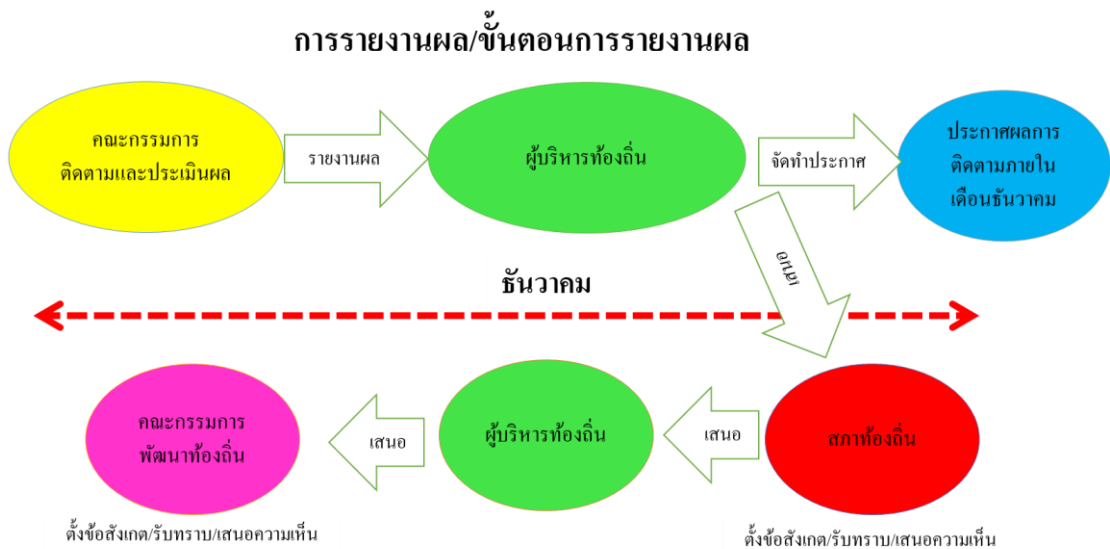 การรายงานผล/ขั้นตอนการรายงานผล
คณะกรรมการ
ติดตามและประเมินผล
รายงานผล
ผู้บริหารท้องถิ่น
จัดทำประกาศ
ประกาศผลการ
ติดตามภายใน
เดือนธันวาคม
เสนอ
ธันวาคม
คณะกรรมการ
พัฒนาท้องถิ่น
เสนอ
ผู้บริหารท้องถิ่น
เสนอ
สภาท้องถิ่น
ตั้งข้อสังเกต/รับทราบ/เสนอความเห็น
ตั้งข้อสังเกต/รับทราบ/เสนอความเห็น